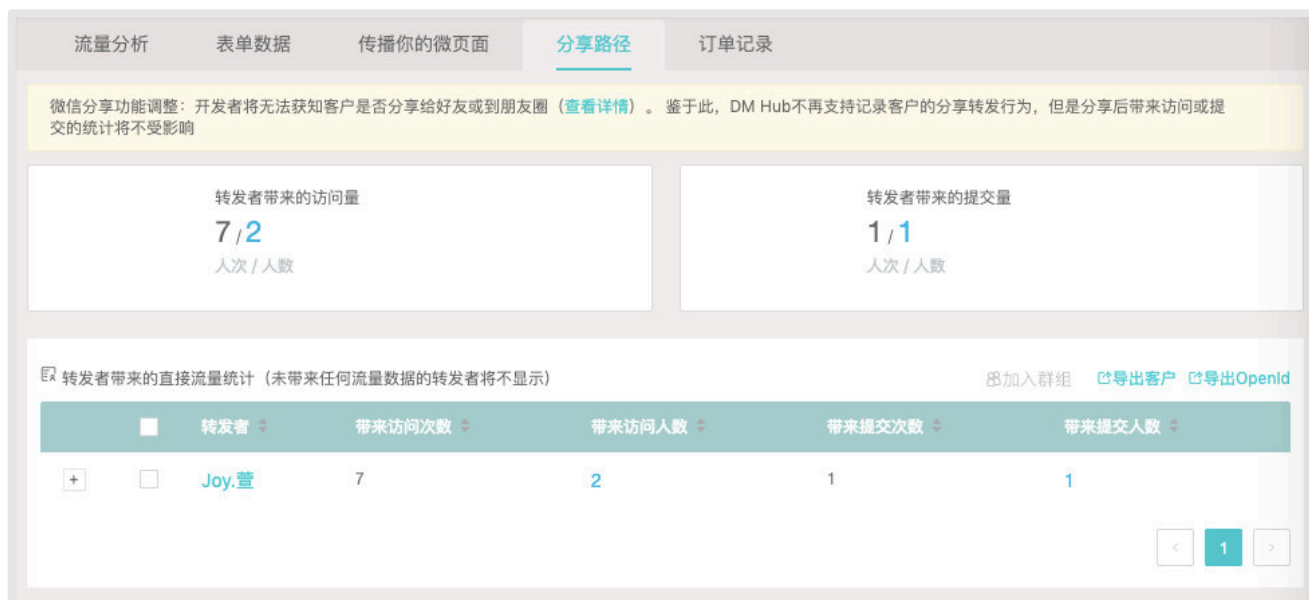 流量分析 表单数据 传播你的微页面 分享路径 订单记录
微信分享功能调整：开发者将无法获知客户是否分享给好友或到朋友圈（查看详情）。鉴于此，DM Hub不再支持记录客户的分享转发行为，但是分享后带来访问或提
交的统计将不受影响
转发者带来的访问量
7 / 2
人次 / 人数
转发者带来的提交量
1 / 1
人次 / 人数
转发者带来的直接流量统计（未带来任何流量数据的转发者将不显示） 加入群组 导出客户 导出OpenId
转发者 带来访问次数 带来访问人数 带来提交次数 带来提交人数
+ Joy.萱 7 2 1 1
< 1 >